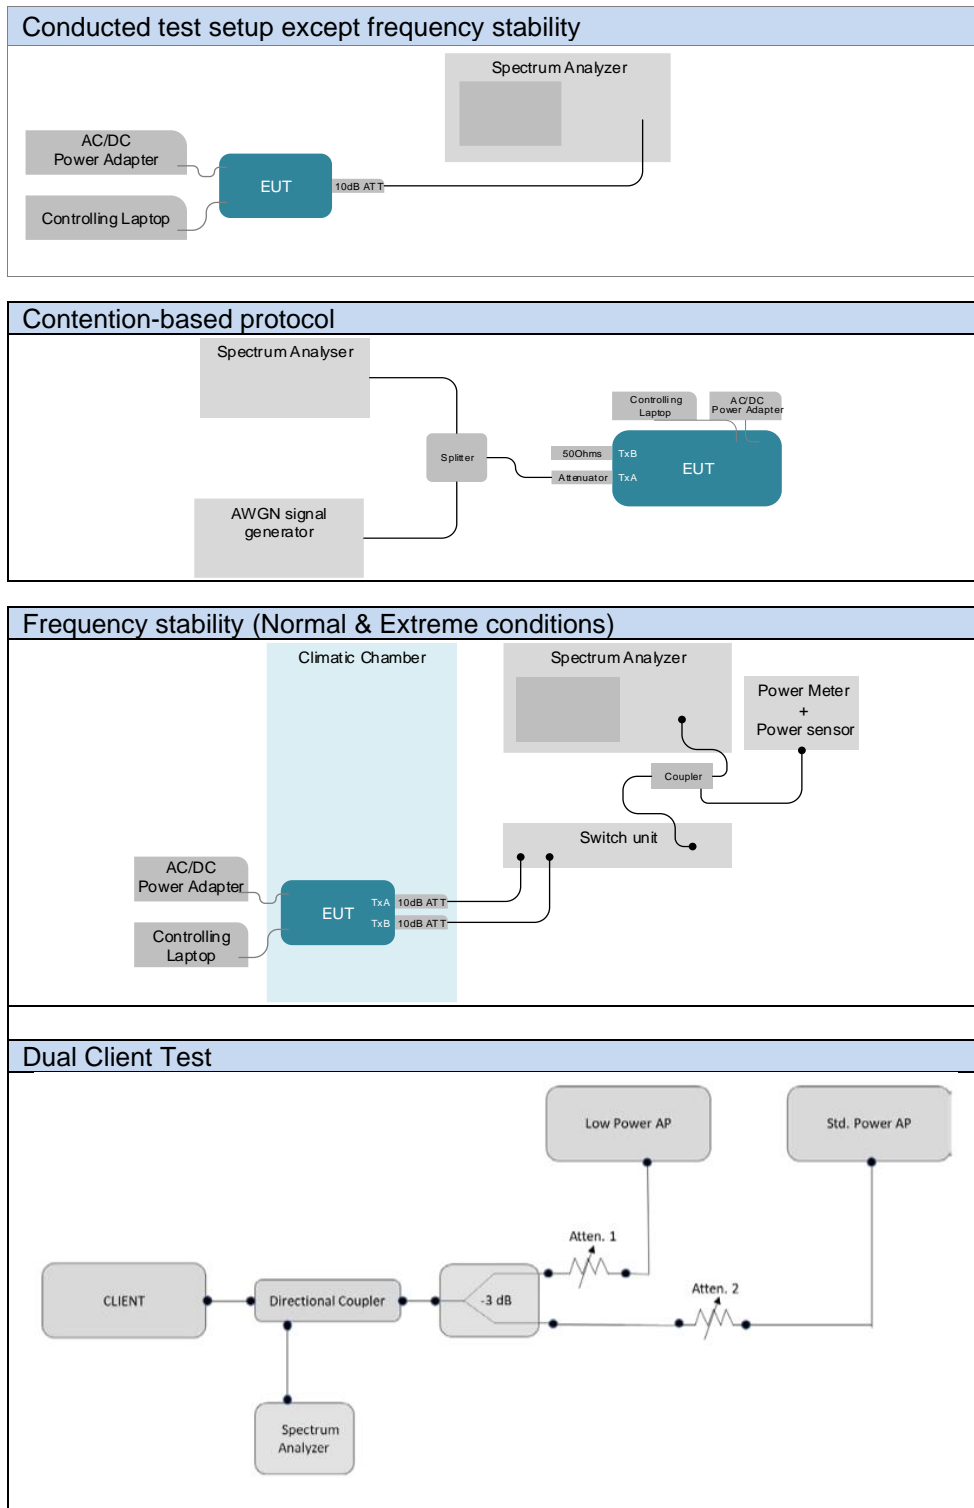 Conducted test setup except frequency stability
Spectrum Analyzer
AC/DC
Power Adapter
EUT
10dB ATT
Controlling Laptop
Contention-based protocol
Spectrum Analyser
Controlling
Laptop
AC/DC
Power Adapter
Splitter
50Ohms
TxB
EUT
Attenuator
TxA
AWGN signal
generator
Frequency stability (Normal & Extreme conditions)
Climatic Chamber
Spectrum Analyzer
Power Meter
+
Power sensor
Coupler
Switch unit
AC/DC
Power Adapter
EUT
TxA
10dB ATT
TxB
10dB ATT
Controlling
Laptop
Dual Client Test
Low Power AP
Std. Power AP
Atten. 1
Atten. 2
CLIENT
Directional Coupler
-3 dB
Spectrum
Analyzer